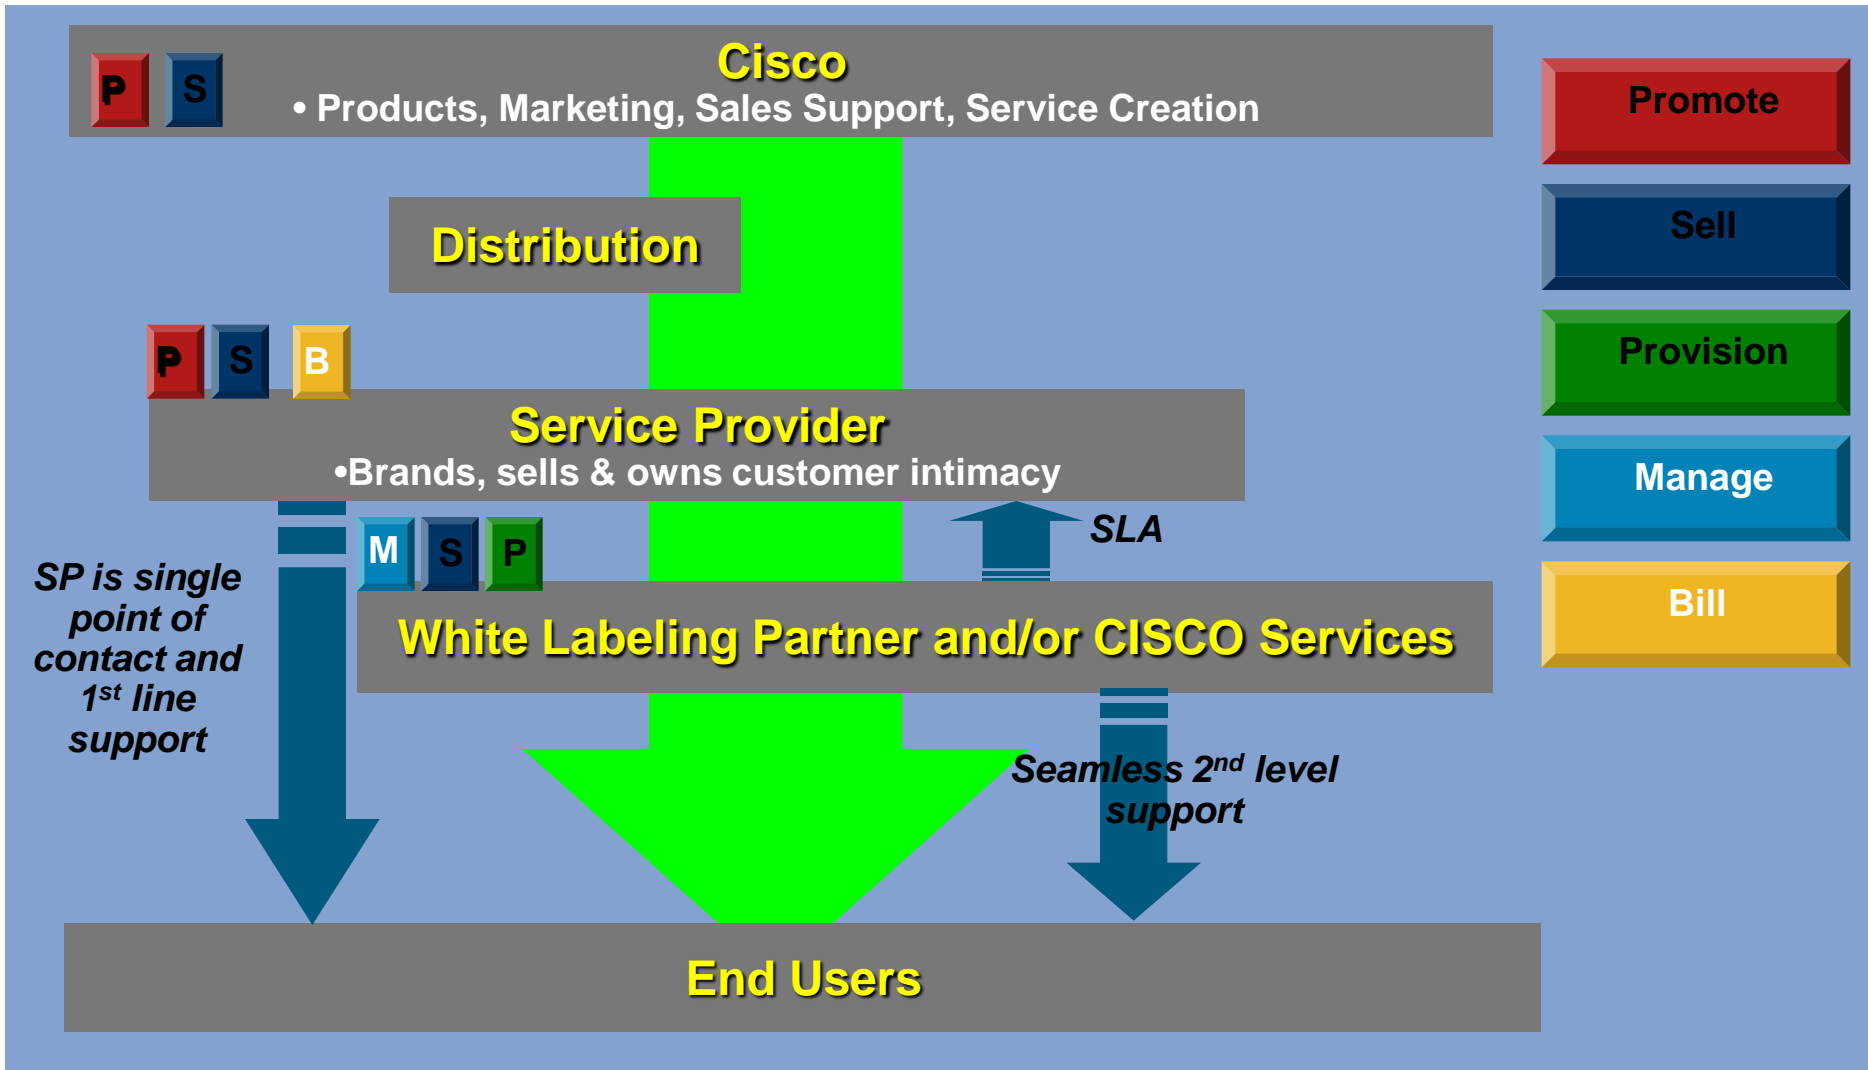 Cisco
P S
• Products, Marketing, Sales Support, Service Creation
Distribution
P S B
Service Provider
•Brands, sells & owns customer intimacy
SLA
M S P
SP is single
point of
contact and
1st line
support
White Labeling Partner and/or CISCO Services
Seamless 2nd level
support
End Users
Promote
Sell
Provision
Manage
Bill